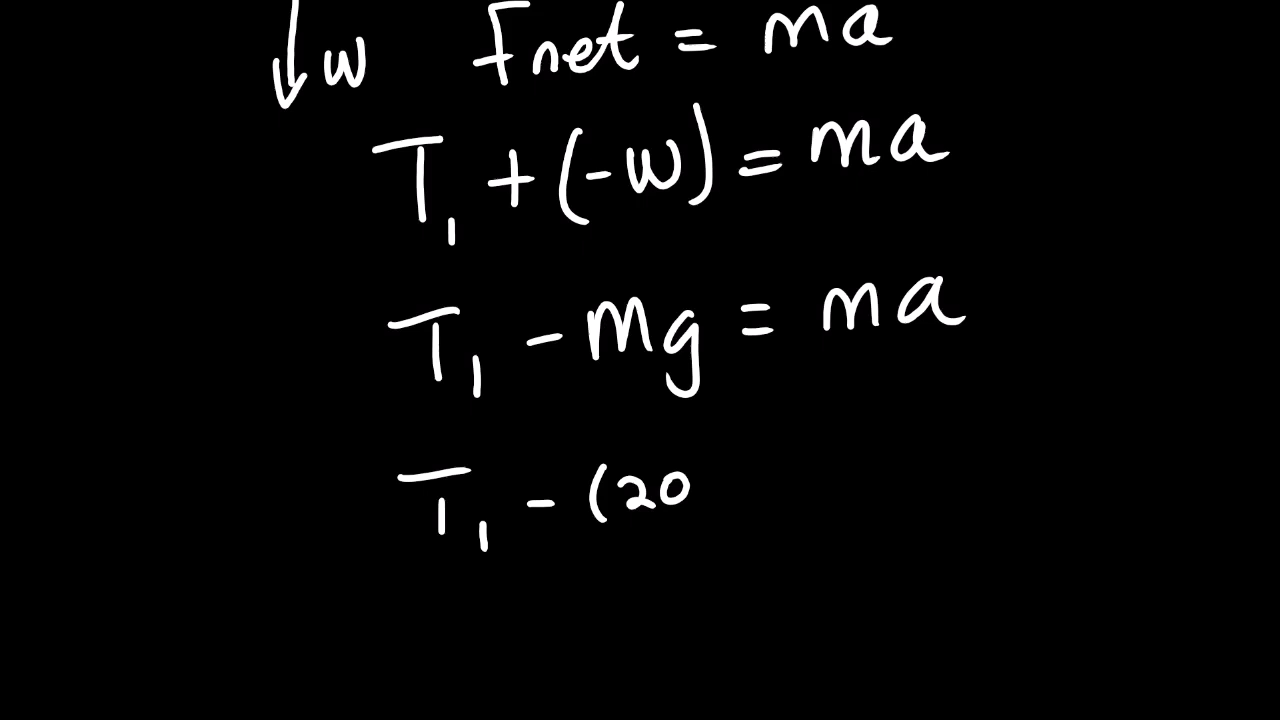 ↓w Fnet = ma
T₁ + (-w) = ma
T₁ - mg = ma
T₁ - (20